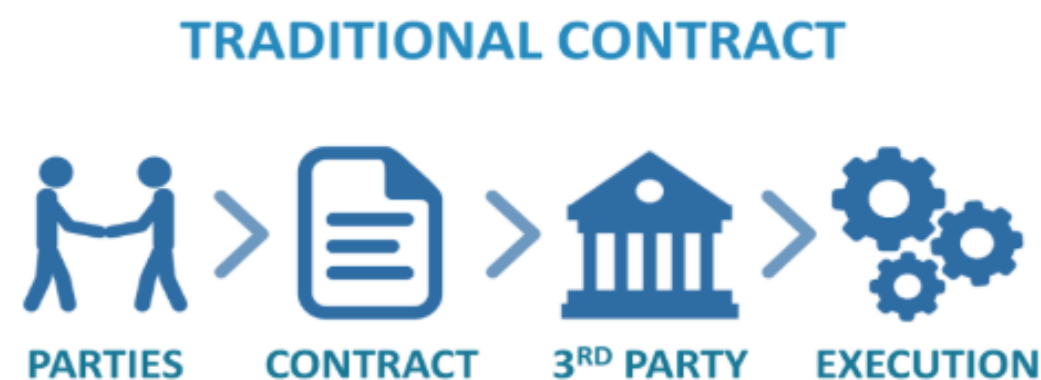 TRADITIONAL CONTRACT
PARTIES CONTRACT 3RD PARTY EXECUTION